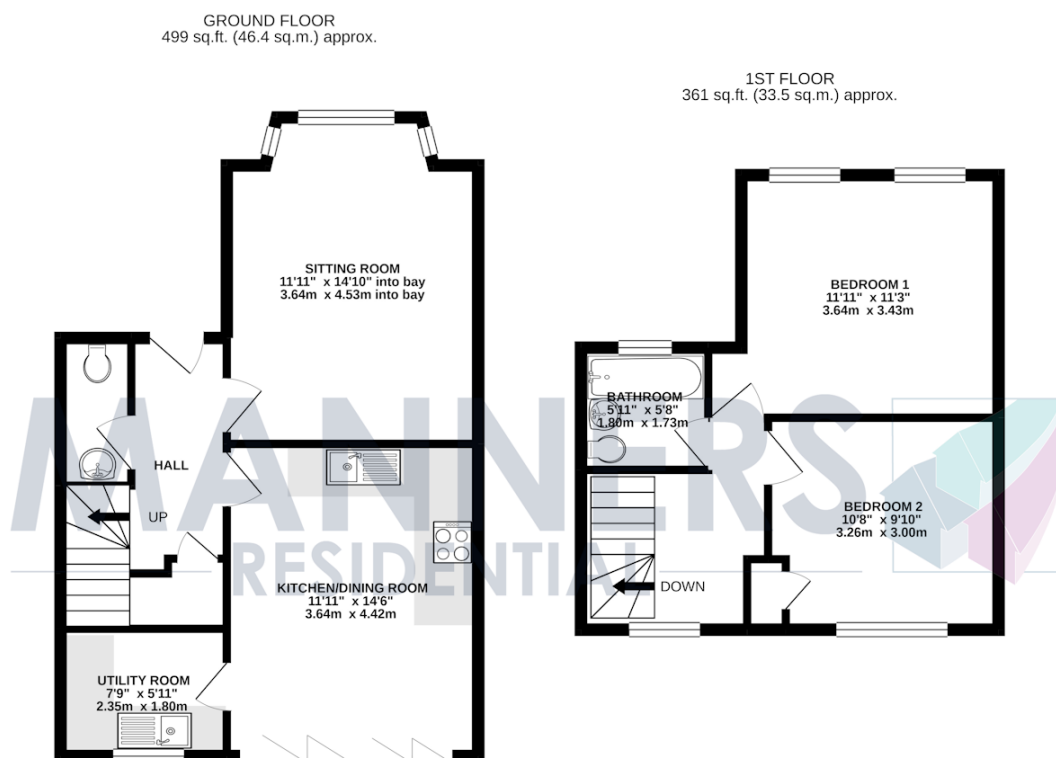 GROUND FLOOR
499 sq.ft. (46.4 sq.m.) approx.
1ST FLOOR
361 sq.ft. (33.5 sq.m.) approx.
SITTING ROOM
11'11" x 14'10" into bay
3.64m x 4.53m into bay
HALL
UP
KITCHEN/DINING ROOM
11'11" x 14'6"
3.64m x 4.42m
UTILITY ROOM
7'9" x 5'11"
2.35m x 1.80m
BEDROOM 1
11'11" x 11'3"
3.64m x 3.43m
BATHROOM
5'11" x 5'8"
1.80m x 1.73m
BEDROOM 2
10'8" x 9'10"
3.26m x 3.00m
DOWN
MANNERS
RESIDENTIAL